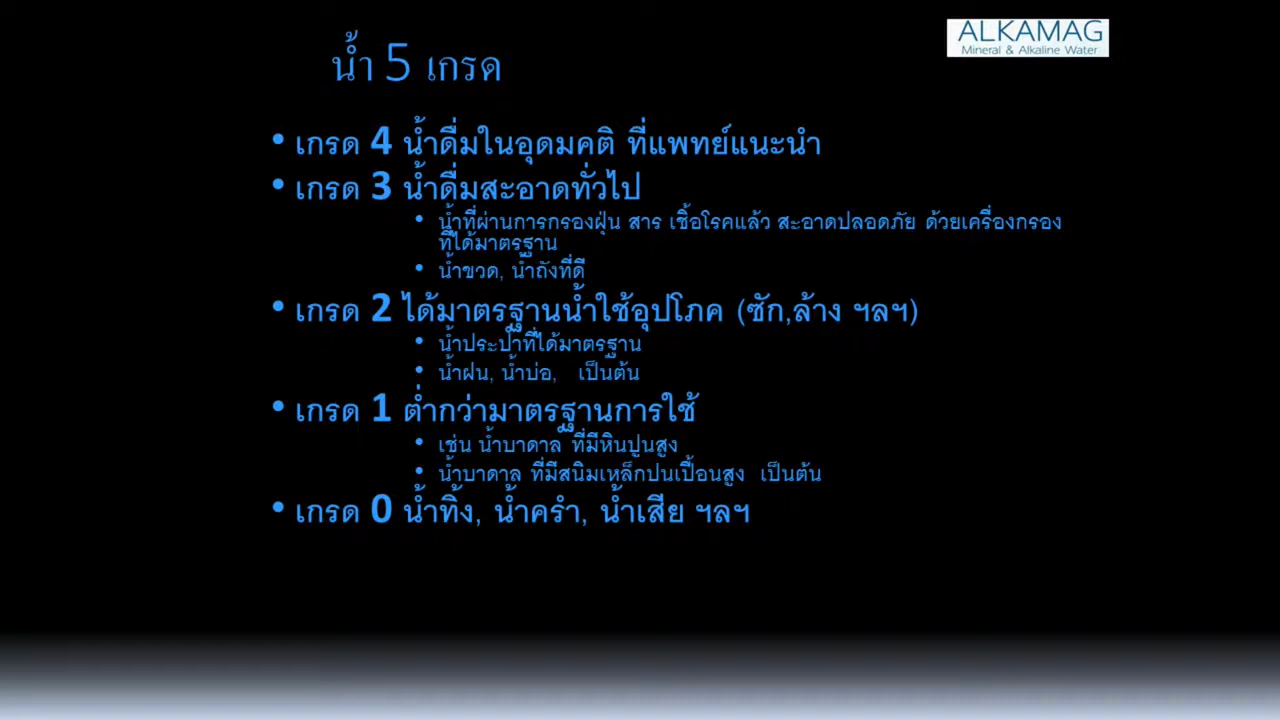 ALKAMAG
Mineral & Alkaline Water
น้ำ 5 เกรด
• เกรด 4 น้ำดื่มในอุดมคติ ที่แพทย์แนะนำ
• เกรด 3 น้ำดื่มสะอาดทั่วไป
• น้ำที่ผ่านการกรองฝุ่น สาร เชื้อโรคแล้ว สะอาดปลอดภัย ด้วยเครื่องกรอง
ที่ได้มาตรฐาน
• น้ำขวด, น้ำถังที่ดี
• เกรด 2 ได้มาตรฐานน้ำใช้อุปโภค (ซัก,ล้าง ฯลฯ)
• น้ำประปาที่ได้มาตรฐาน
• น้ำฝน, น้ำบ่อ, เป็นต้น
• เกรด 1 ต่ำกว่ามาตรฐานการใช้
• เช่น น้ำบาดาล ที่มีหินปูนสูง
• น้ำบาดาล ที่มีสนิมเหล็กปนเปื้อนสูง เป็นต้น
• เกรด 0 น้ำทิ้ง, น้ำครำ, น้ำเสีย ฯลฯ